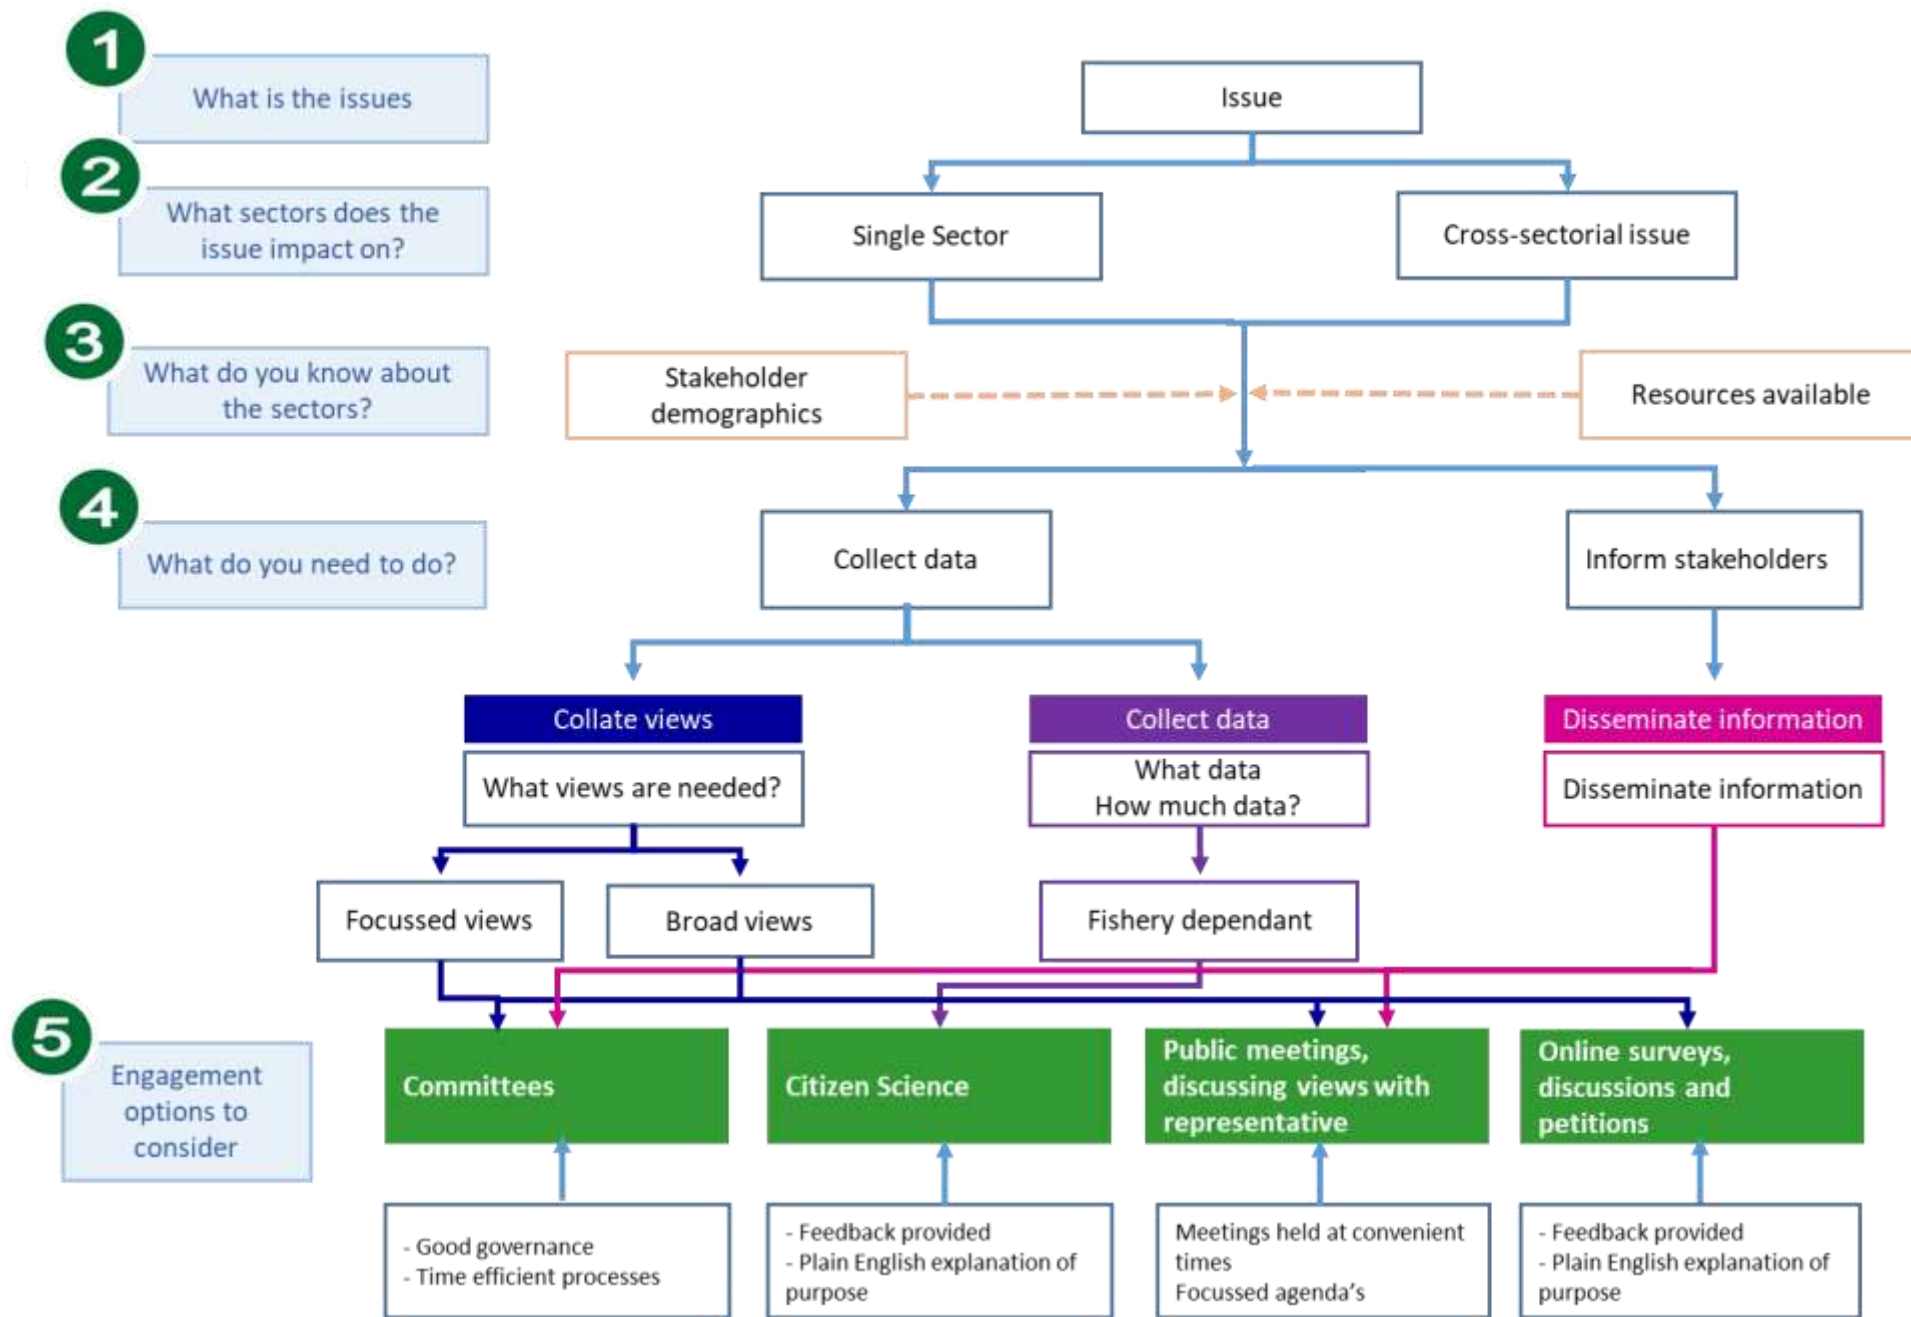 1
What is the issues
Issue
2
What sectors does the
issue impact on?
Single Sector
Cross-sectorial issue
3
What do you know about
the sectors?
Stakeholder
demographics
Resources available
4
What do you need to do?
Collect data
Inform stakeholders
Collate views
Collect data
Disseminate information
What views are needed?
What data
How much data?
Disseminate information
Focussed views
Broad views
Fishery dependant
5
Engagement
options to
consider
Committees
Citizen Science
Public meetings,
discussing views with
representative
Online surveys,
discussions and
petitions
- Good governance
- Time efficient processes
- Feedback provided
- Plain English explanation of
purpose
Meetings held at convenient
times
Focussed agenda's
- Feedback provided
- Plain English explanation of
purpose